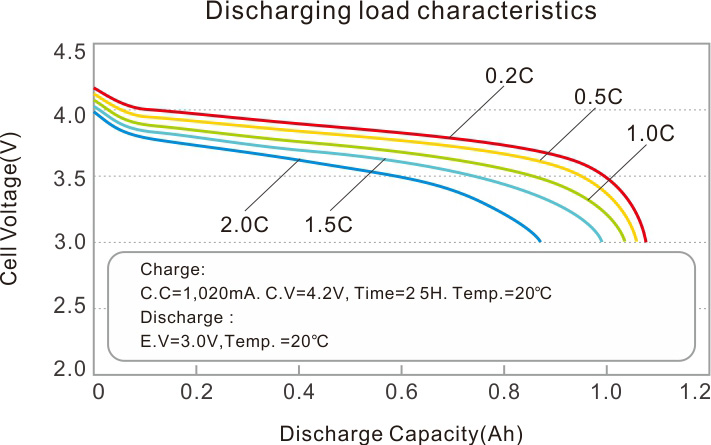 Discharging load characteristics
Cell Voltage(V)
4.5
4.0
3.5
3.0
2.5
2.0
0.2C
0.5C
1.0C
2.0C
1.5C
Charge:
C.C=1,020mA. C.V=4.2V, Time=2 5H. Temp.=20℃
Discharge :
E.V=3.0V,Temp. =20℃
0 0.2 0.4 0.6 0.8 1.0 1.2
Discharge Capacity(Ah)